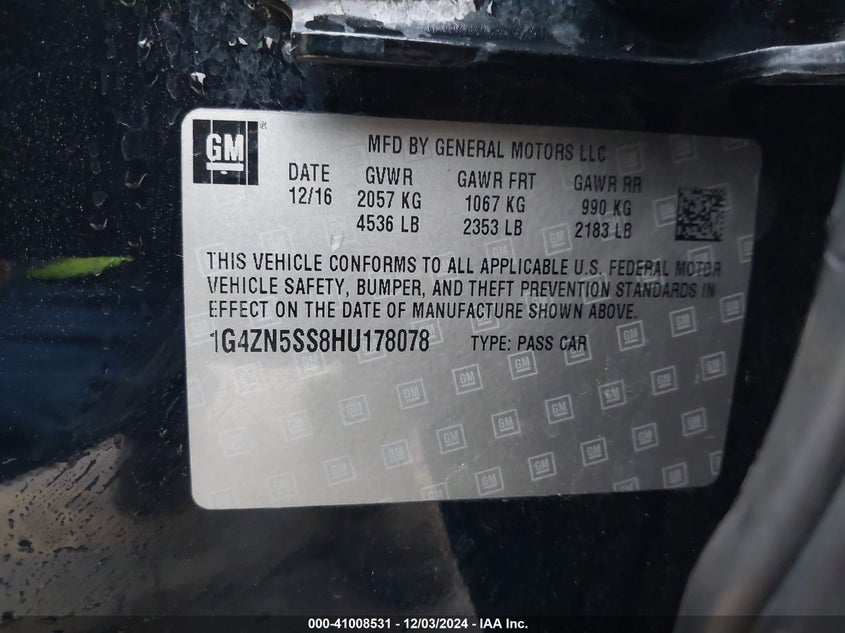 GM ®
MFD BY GENERAL MOTORS LLC
DATE GVWR GAWR FRT GAWR RR
12/16 2057 KG 1067 KG 990 KG
4536 LB 2353 LB 2183 LB
THIS VEHICLE CONFORMS TO ALL APPLICABLE U.S. FEDERAL MOTOR
VEHICLE SAFETY, BUMPER, AND THEFT PREVENTION STANDARDS IN
EFFECT ON THE DATE OF MANUFACTURE SHOWN ABOVE.
1G4ZN5SS8HU178078 TYPE: PASS CAR
000-41008531 - 12/03/2024 - IAA Inc.